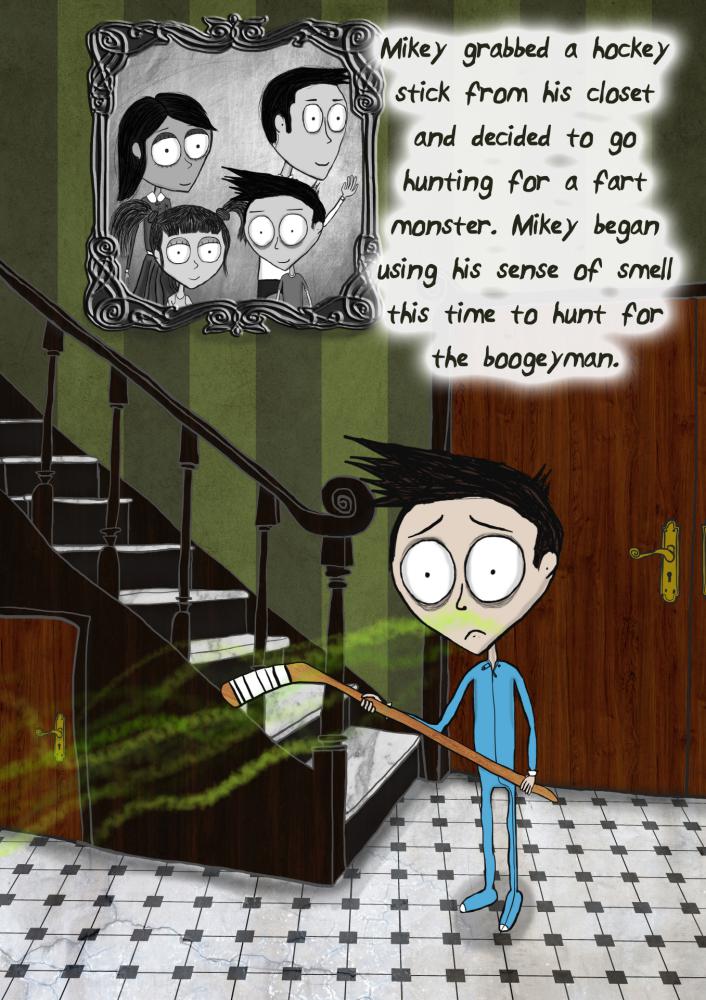 Mikey grabbed a hockey
stick from his closet
and decided to go
hunting for a fart
monster. Mikey began
using his sense of smell
this time to hunt for
the boogeyman.